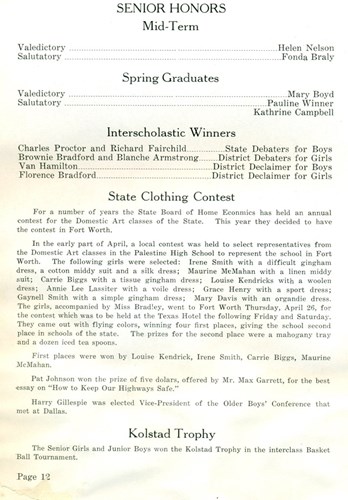 SENIOR HONORS
Mid-Term
Valedictory ........ Helen Nelson
Salutatory ........ Fonda Braly
Spring Graduates
Valedictory ........ Mary Boyd
Salutatory ........ Pauline Winner
Kathrine Campbell
Interscholastic Winners
Charles Proctor and Richard Fairchild ........ State Debaters for Boys
Brownie Bradford and Blanche Armstrong ........ District Debaters for Girls
Van Hamilton ........ District Declaimer for Boys
Florence Bradford ........ District Declaimer for Girls
State Clothing Contest
For a number of years the State Board of Home Econmics has held an annual
contest for the Domestic Art classes of the State. This year they decided to have
the contest in Fort Worth.
In the early part of April, a local contest was held to select representatives from
the Domestic Art classes in the Palestine High School to represent the school in Fort
Worth. The following girls were selected: Irene Smith with a difficult gingham
dress, a cotton middy suit and a silk dress; Maurine McMahan with a linen middy
suit; Carrie Biggs with a tissue gingham dress; Louise Kendricks with a woolen
dress; Annie Lee Lassiter with a voile dress; Grace Henry with a sport dress;
Gaynell Smith with a simple gingham dress; Mary Davis with an organdie dress.
The girls, accompanied by Miss Bradley, went to Fort Worth Thursday, April 26, for
the contest which was to be held at the Texas Hotel the following Friday and Saturday.
They came out with flying colors, winning four first places, giving the school second
place in schools of the state. The prizes for the second place were a mahogany tray
and a dozen iced tea spoons.
First places were won by Louise Kendrick, Irene Smith, Carrie Biggs, Maurine
McMahan.
Pat Johnson won the prize of five dolars, offered by Mr. Max Garrett, for the best
essay on "How to Keep Our Highways Safe."
Harry Gillespie was elected Vice-President of the Older Boys' Conference that
met at Dallas.
Kolstad Trophy
The Senior Girls and Junior Boys won the Kolstad Trophy in the interclass Basket
Ball Tournament.
Page 12